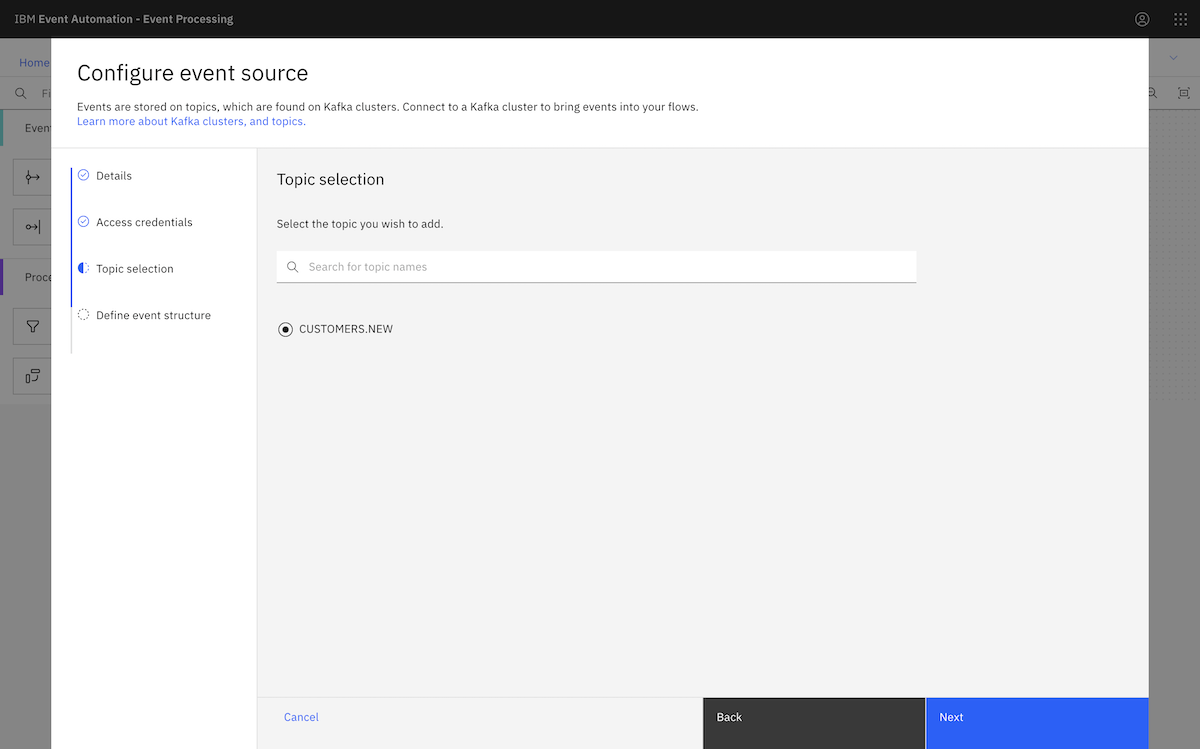 IBM Event Automation - Event Processing
Home
Configure event source
Events are stored on topics, which are found on Kafka clusters. Connect to a Kafka cluster to bring events into your flows.
Learn more about Kafka clusters, and topics.
Details
Access credentials
Topic selection
Define event structure
Topic selection
Select the topic you wish to add.
Search for topic names
CUSTOMERS.NEW
Cancel
Back
Next